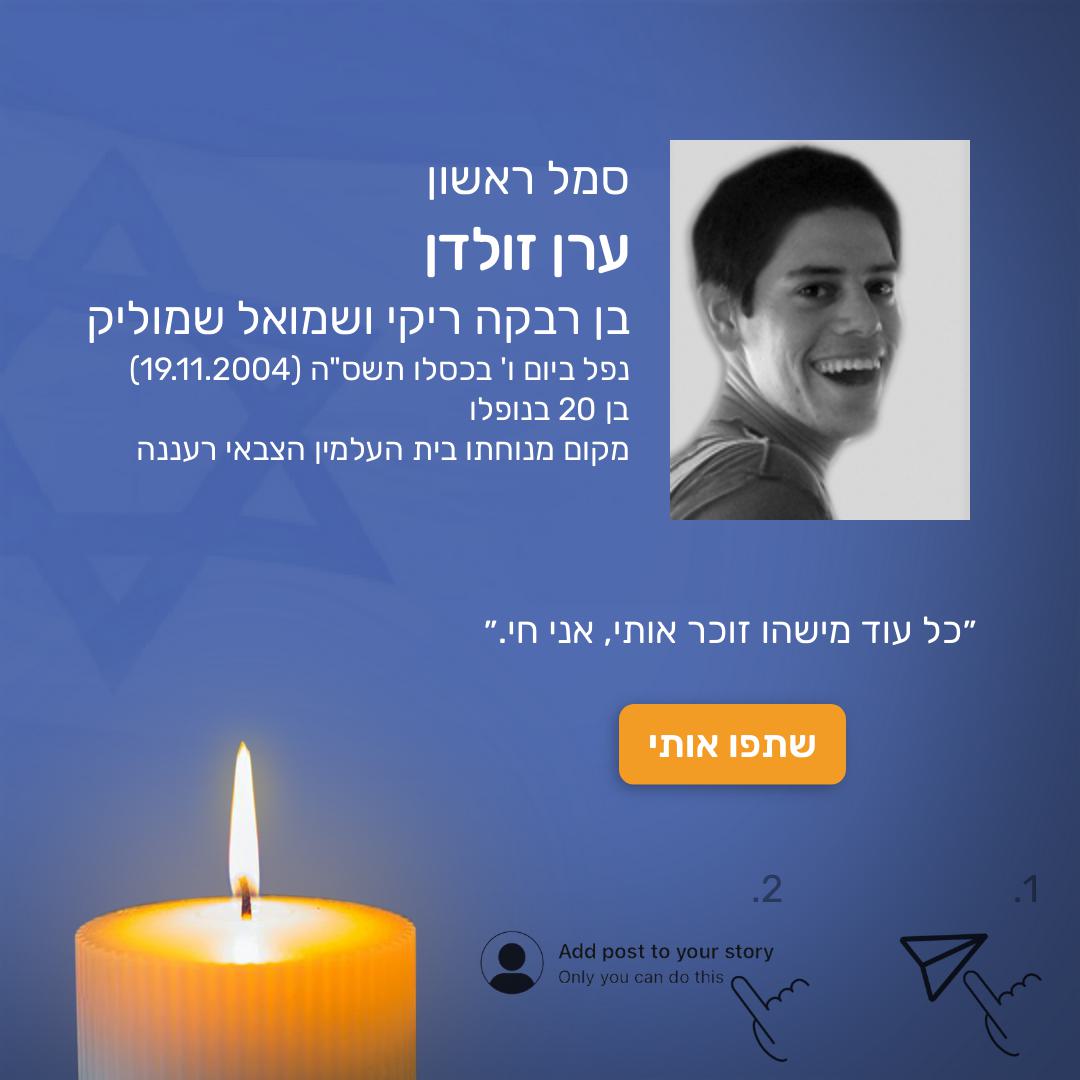 סמל ראשון
ערן זולדן
בן רבקה ריקי ושמואל שמוליק
נפל ביום ו' בכסלו תשס"ה (19.11.2004)
בן 20 בנופלו
מקום מנוחתו בית העלמין הצבאי רעננה
״כל עוד מישהו זוכר אותי, אני חי.״
שתפו אותי
1.
2.
Add post to your story
Only you can do this